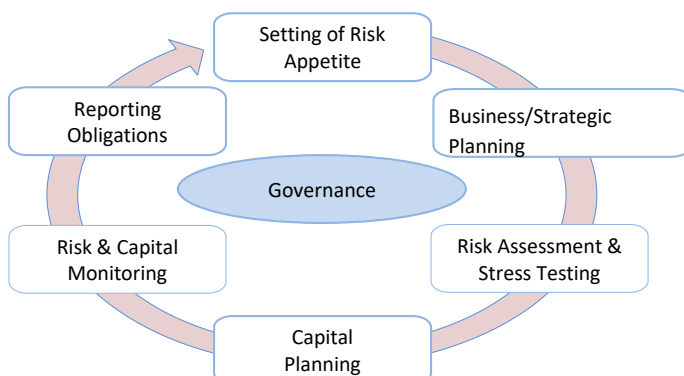 Setting of Risk
Appetite
Reporting
Obligations
Business/Strategic
Planning
Governance
Risk & Capital
Monitoring
Risk Assessment &
Stress Testing
Capital
Planning